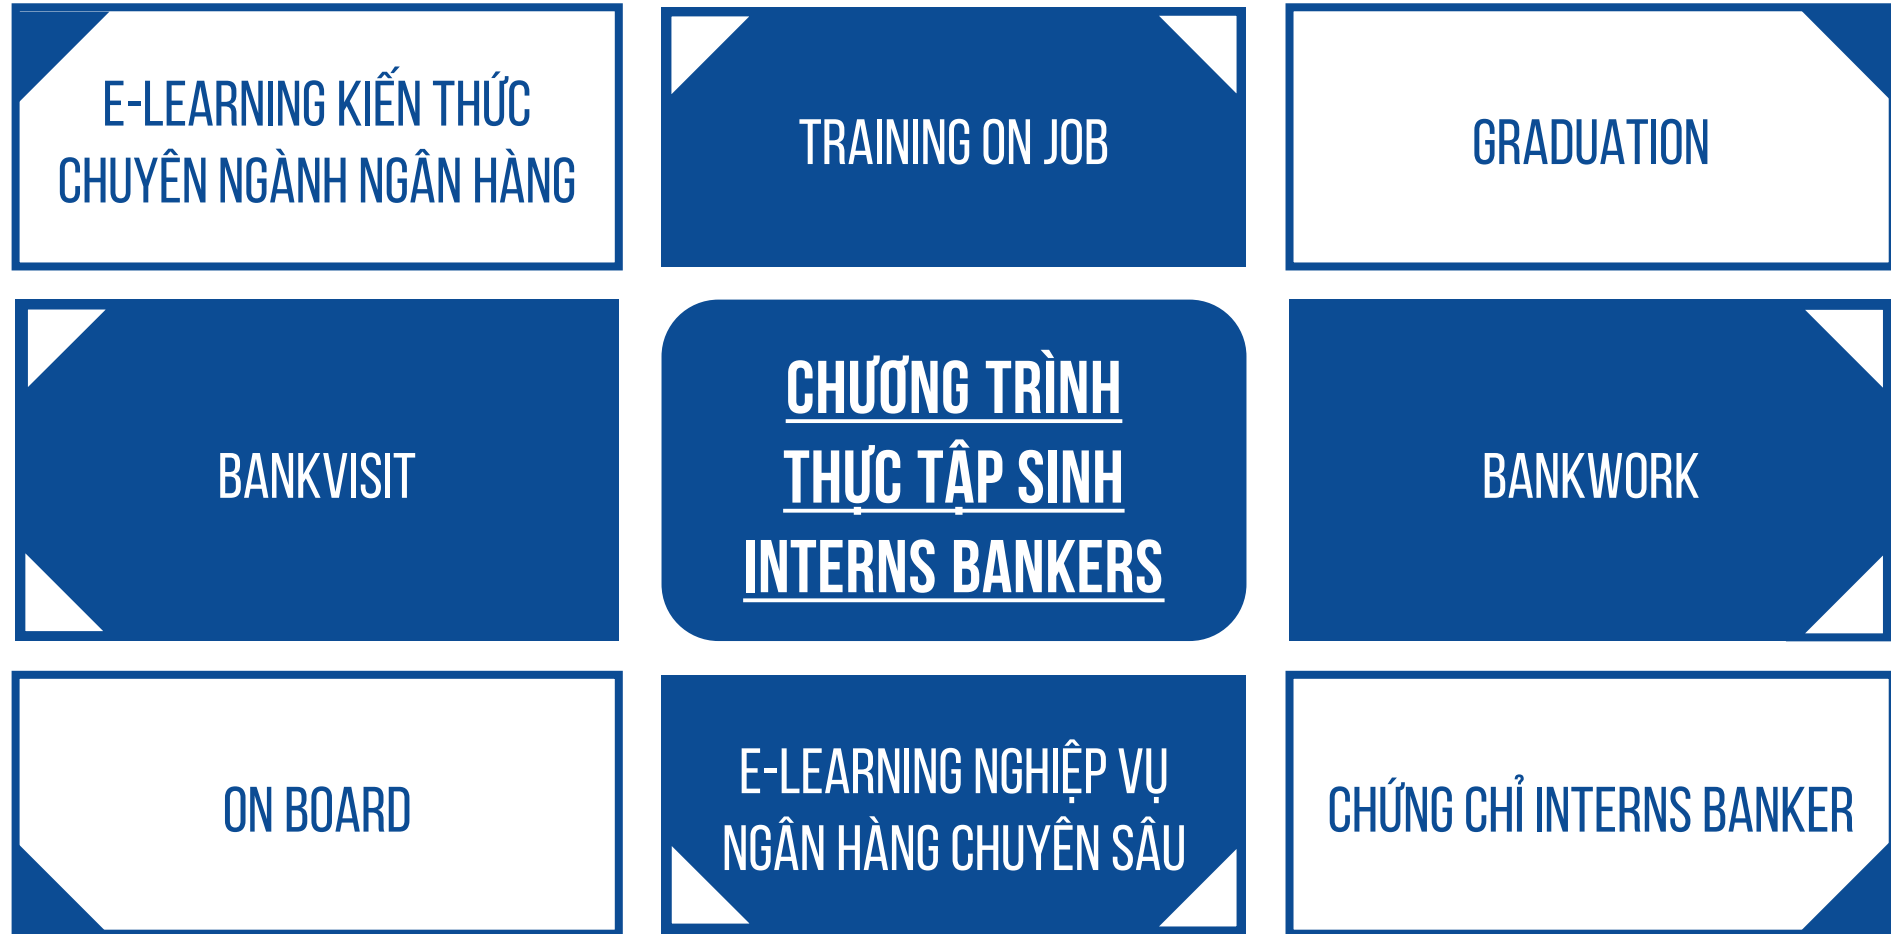 E-LEARNING KIẾN THỨC
CHUYÊN NGÀNH NGÂN HÀNG
TRAINING ON JOB
GRADUATION
BANKVISIT
CHƯƠNG TRÌNH
THỰC TẬP SINH
INTERNS BANKERS
BANKWORK
ON BOARD
E-LEARNING NGHIỆP VỤ
NGÂN HÀNG CHUYÊN SÂU
CHỨNG CHỈ INTERNS BANKER